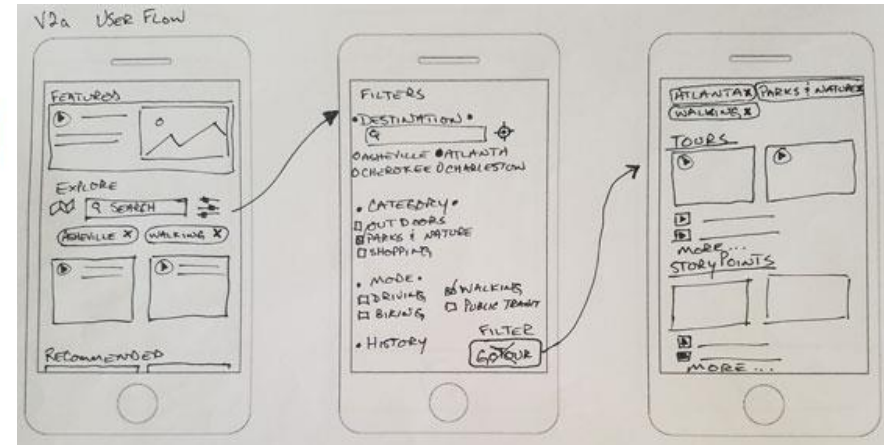 V2a USER FLOW
FEATURED
EXPLORE
SEARCH
ASHEVILLE X WALKING X
RECOMMENDED
FILTERS
• DESTINATION •
ASHEVILLE ATLANTA
CHEROKEE CHARLESTON
• CATEGORY •
OUTDOORS
PARKS & NATURE
SHOPPING
• MODE •
DRIVING WALKING
BIKING PUBLIC TRANSIT
• HISTORY
FILTER
GO TOUR
ATLANTA X PARKS & NATURE X
WALKING X
TOURS
MORE...
STORY POINTS
MORE...